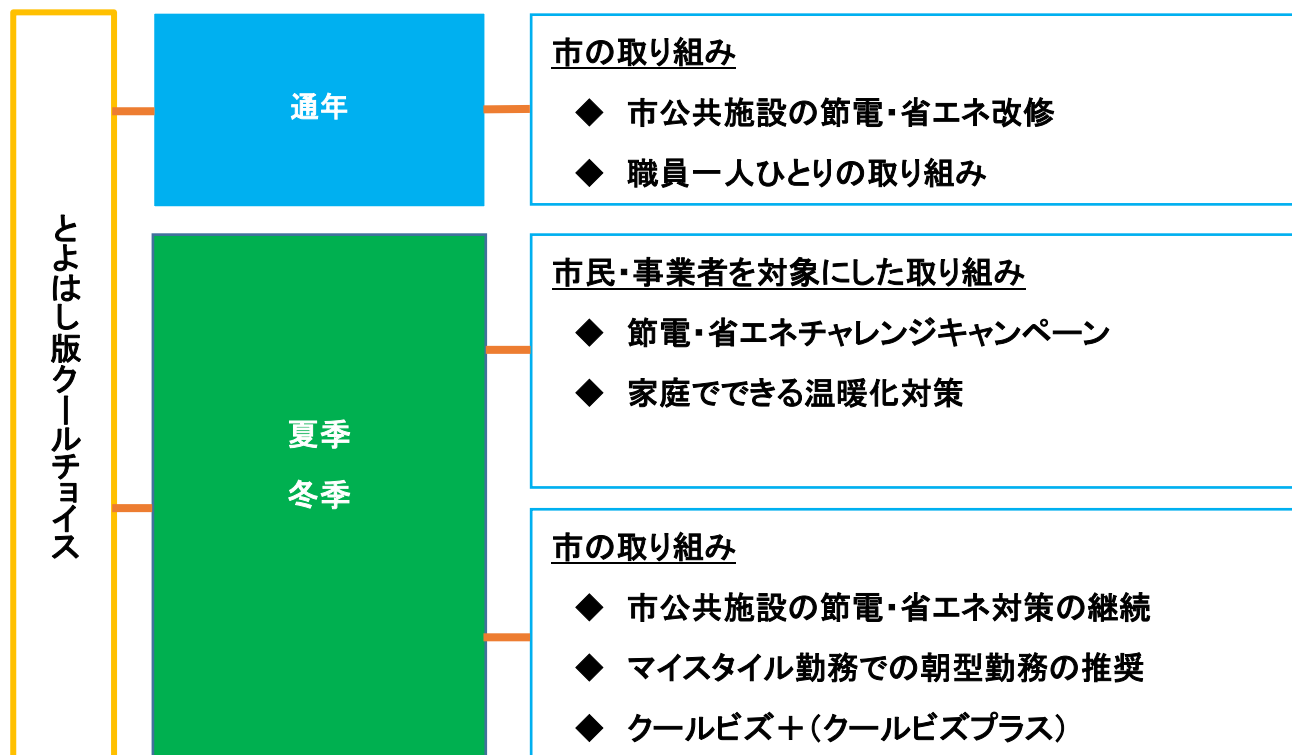 とよはし版クールチョイス
通年
市の取り組み
◆ 市公共施設の節電・省エネ改修
◆ 職員一人ひとりの取り組み
夏季
冬季
市民・事業者を対象にした取り組み
◆ 節電・省エネチャレンジキャンペーン
◆ 家庭でできる温暖化対策
市の取り組み
◆ 市公共施設の節電・省エネ対策の継続
◆ マイスタイル勤務での朝型勤務の推奨
◆ クールビズ＋（クールビズプラス）